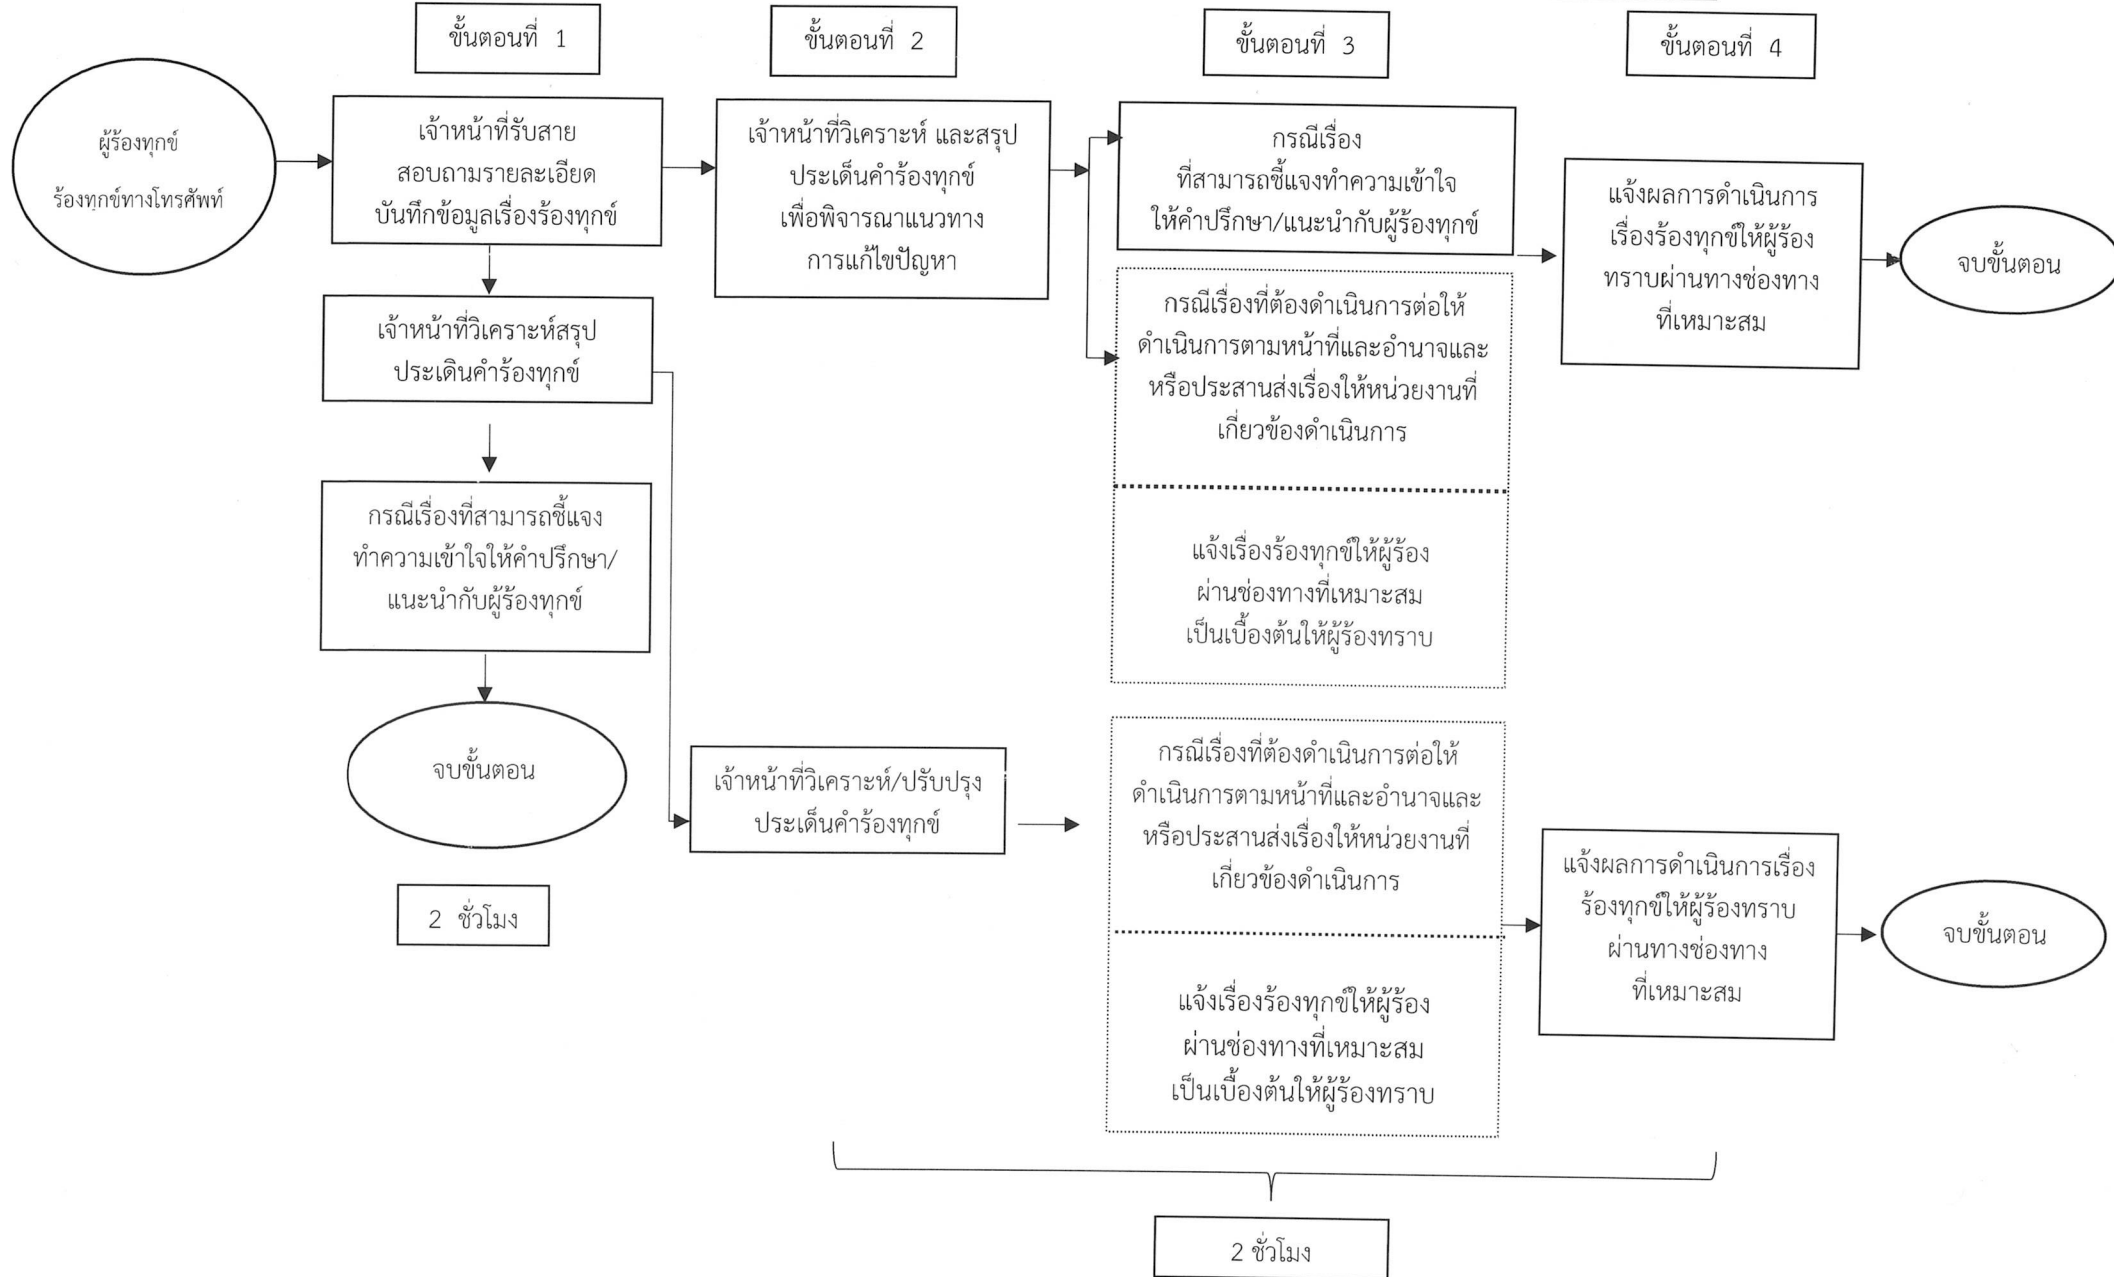 ขั้นตอนที่ 1
ขั้นตอนที่ 2
ขั้นตอนที่ 3
ขั้นตอนที่ 4
ผู้ร้องทุกข์
ร้องทุกข์ทางโทรศัพท์
เจ้าหน้าที่รับสาย
สอบถามรายละเอียด
บันทึกข้อมูลเรื่องร้องทุกข์
เจ้าหน้าที่วิเคราะห์ และสรุป
ประเด็นคำร้องทุกข์
เพื่อพิจารณาแนวทาง
การแก้ไขปัญหา
กรณีเรื่อง
ที่สามารถชี้แจงทำความเข้าใจ
ให้คำปรึกษา/แนะนำกับผู้ร้องทุกข์
แจ้งผลการดำเนินการ
เรื่องร้องทุกข์ให้ผู้ร้อง
ทราบผ่านทางช่องทาง
ที่เหมาะสม
จบขั้นตอน
เจ้าหน้าที่วิเคราะห์สรุป
ประเดินคำร้องทุกข์
กรณีเรื่องที่ต้องดำเนินการต่อให้
ดำเนินการตามหน้าที่และอำนาจและ
หรือประสานส่งเรื่องให้หน่วยงานที่
เกี่ยวข้องดำเนินการ
กรณีเรื่องที่สามารถชี้แจง
ทำความเข้าใจให้คำปรึกษา/
แนะนำกับผู้ร้องทุกข์
แจ้งเรื่องร้องทุกข์ให้ผู้ร้อง
ผ่านช่องทางที่เหมาะสม
เป็นเบื้องต้นให้ผู้ร้องทราบ
จบขั้นตอน
เจ้าหน้าที่วิเคราะห์/ปรับปรุง
ประเด็นคำร้องทุกข์
กรณีเรื่องที่ต้องดำเนินการต่อให้
ดำเนินการตามหน้าที่และอำนาจและ
หรือประสานส่งเรื่องให้หน่วยงานที่
เกี่ยวข้องดำเนินการ
แจ้งผลการดำเนินการเรื่อง
ร้องทุกข์ให้ผู้ร้องทราบ
ผ่านทางช่องทาง
ที่เหมาะสม
จบขั้นตอน
2 ชั่วโมง
แจ้งเรื่องร้องทุกข์ให้ผู้ร้อง
ผ่านช่องทางที่เหมาะสม
เป็นเบื้องต้นให้ผู้ร้องทราบ
2 ชั่วโมง